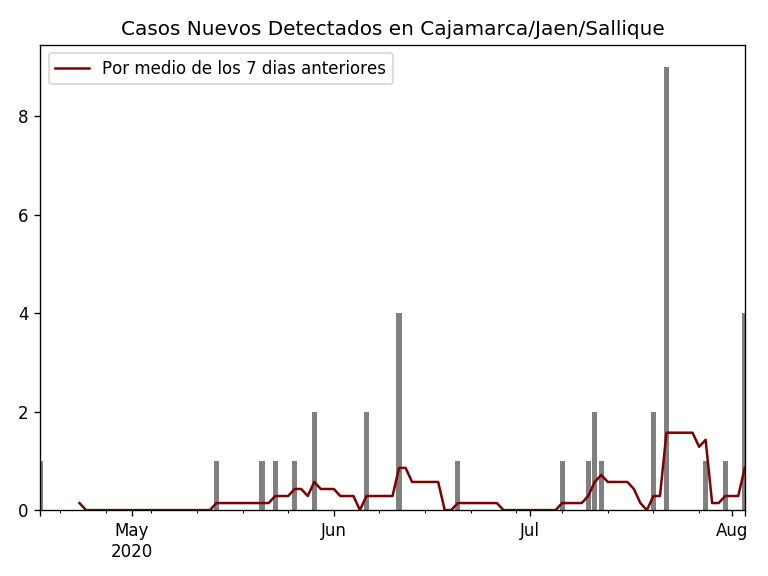 Casos Nuevos Detectados en Cajamarca/Jaen/Sallique
Por medio de los 7 dias anteriores
8
6
4
2
0
May Jun Jul Aug
2020